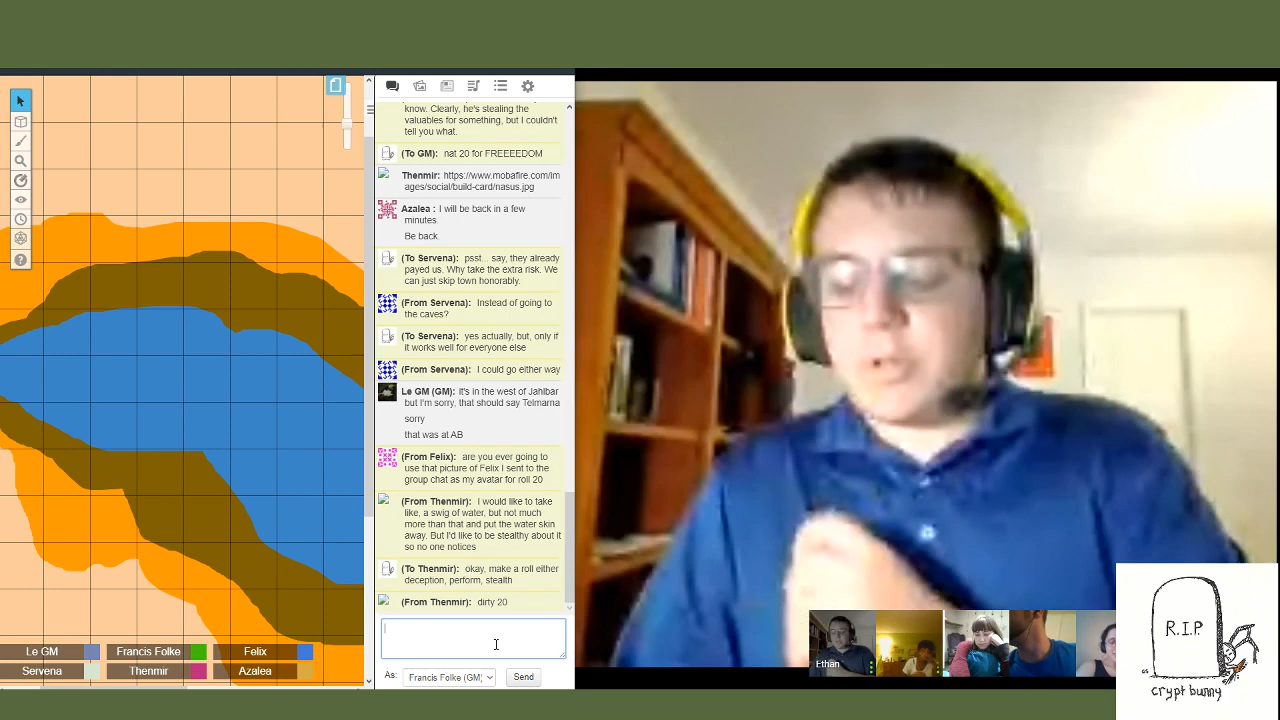 know. Clearly, he's stealing the
valuables for something, but I couldn't
tell you what.
(To GM): nat 20 for FREEEEDOM
Thenmir: https://www.mobafire.com/im
ages/social/build-card/nasus.jpg
Azalea : I will be back in a few
minutes.
Be back.
(To Servena): psst... say, they already
payed us. Why take the extra risk. We
can just skip town honorably.
(From Servena): Instead of going to
the caves?
(To Servena): yes actually, but, only if
it works well for everyone else
(From Servena): I could go either way
Le GM (GM): It's in the west of Jahlbar
but I'm sorry, that should say Telmarna
sorry
that was at AB
(From Felix): are you ever going to
use that picture of Felix I sent to the
group chat as my avatar for roll 20
(From Thenmir): I would like to take
like, a swig of water, but not much
more than that and put the water skin
away. But I'd like to be stealthy about it
so no one notices
(To Thenmir): okay, make a roll either
deception, perform, stealth
(From Thenmir): dirty 20
As: Francis Folke (GM) Send
Le GM Francis Folke Felix
Servena Thenmir Azalea
Ethan
R.I.P
crypt bunny